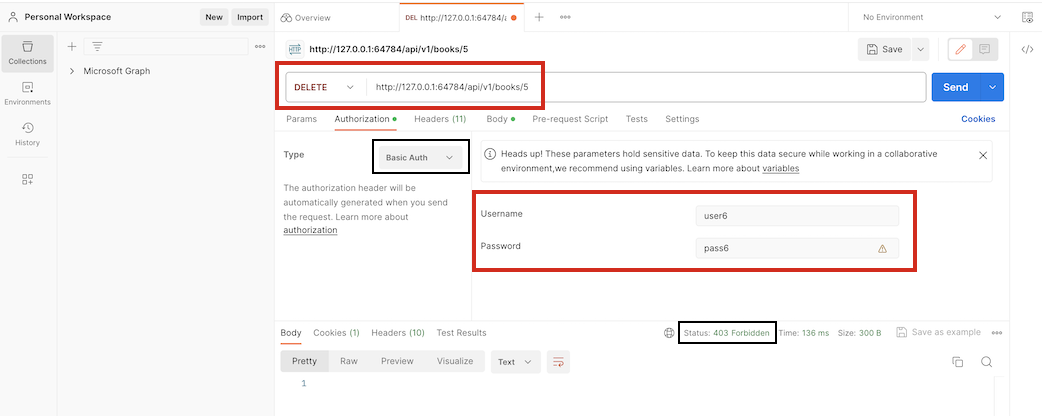 Personal Workspace
New
Import
Overview
DEL http://127.0.0.1:64784/a
No Environment
Collections
Environments
History
Microsoft Graph
HTTP
http://127.0.0.1:64784/api/v1/books/5
Save
DELETE
http://127.0.0.1:64784/api/v1/books/5
Send
Params
Authorization
Headers (11)
Body
Pre-request Script
Tests
Settings
Cookies
Type
Basic Auth
The authorization header will be
automatically generated when you send
the request. Learn more about
authorization
Heads up! These parameters hold sensitive data. To keep this data secure while working in a collaborative
environment,we recommend using variables. Learn more about variables
Username
user6
Password
pass6
Body
Cookies (1)
Headers (10)
Test Results
Status: 403 Forbidden
Time: 136 ms
Size: 300 B
Save as example
Pretty
Raw
Preview
Visualize
Text
1